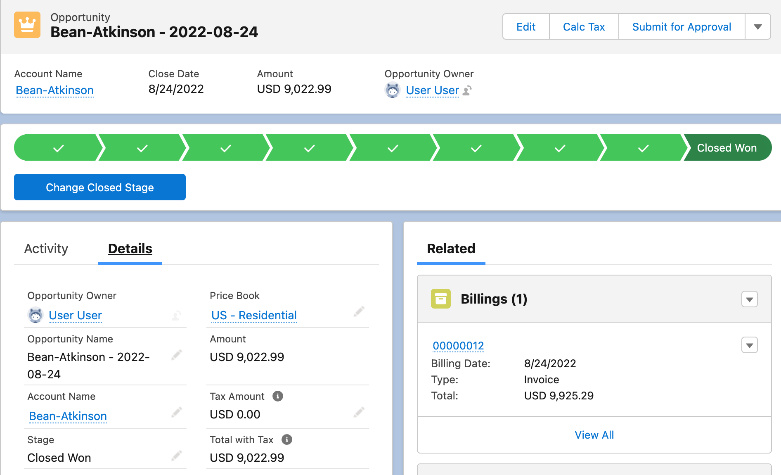 Opportunity
Bean-Atkinson - 2022-08-24
Edit
Calc Tax
Submit for Approval
Account Name
Bean-Atkinson
Close Date
8/24/2022
Amount
USD 9,022.99
Opportunity Owner
User User
Closed Won
Change Closed Stage
Activity
Details
Opportunity Owner
User User
Price Book
US - Residential
Opportunity Name
Bean-Atkinson - 2022-
08-24
Amount
USD 9,022.99
Account Name
Bean-Atkinson
Tax Amount
USD 0.00
Stage
Closed Won
Total with Tax
USD 9,022.99
Related
Billings (1)
00000012
Billing Date: 8/24/2022
Type: Invoice
Total: USD 9,925.29
View All